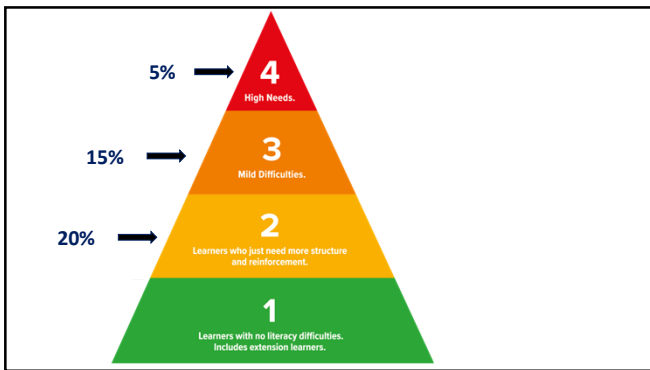 5%
4
High Needs.
15%
3
Mild Difficulties.
20%
2
Learners who just need more structure
and reinforcement.
1
Learners with no literacy difficulties.
Includes extension learners.